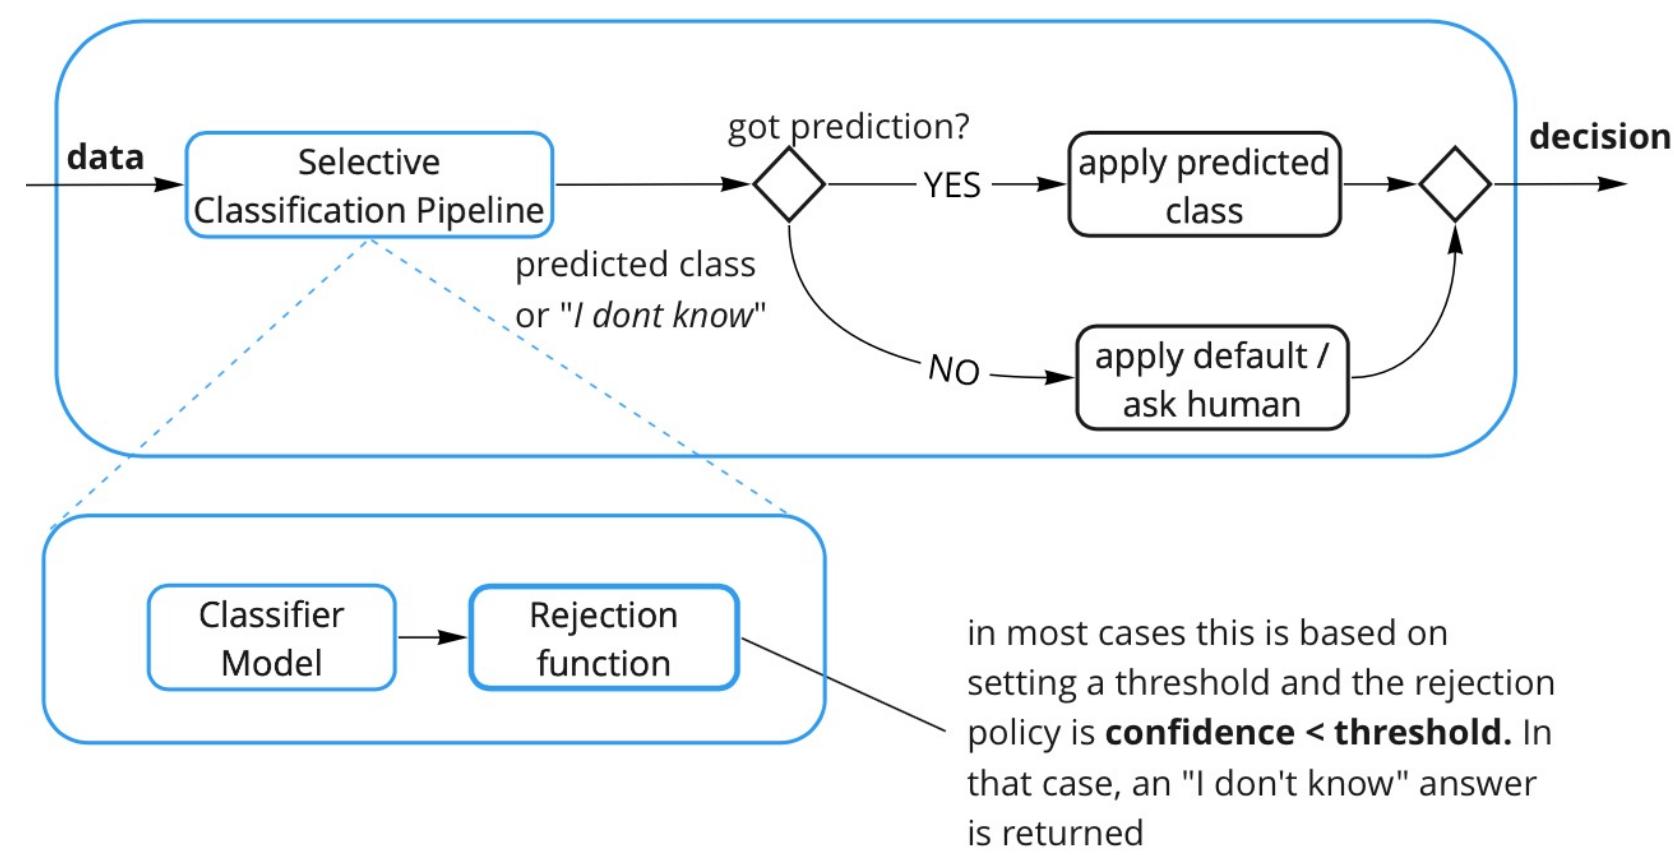 data
Selective
Classification Pipeline
predicted class
or "I dont know"
got prediction?
YES
apply predicted
class
NO
apply default /
ask human
decision
Classifier
Model
Rejection
function
in most cases this is based on
setting a threshold and the rejection
policy is confidence < threshold. In
that case, an "I don't know" answer
is returned